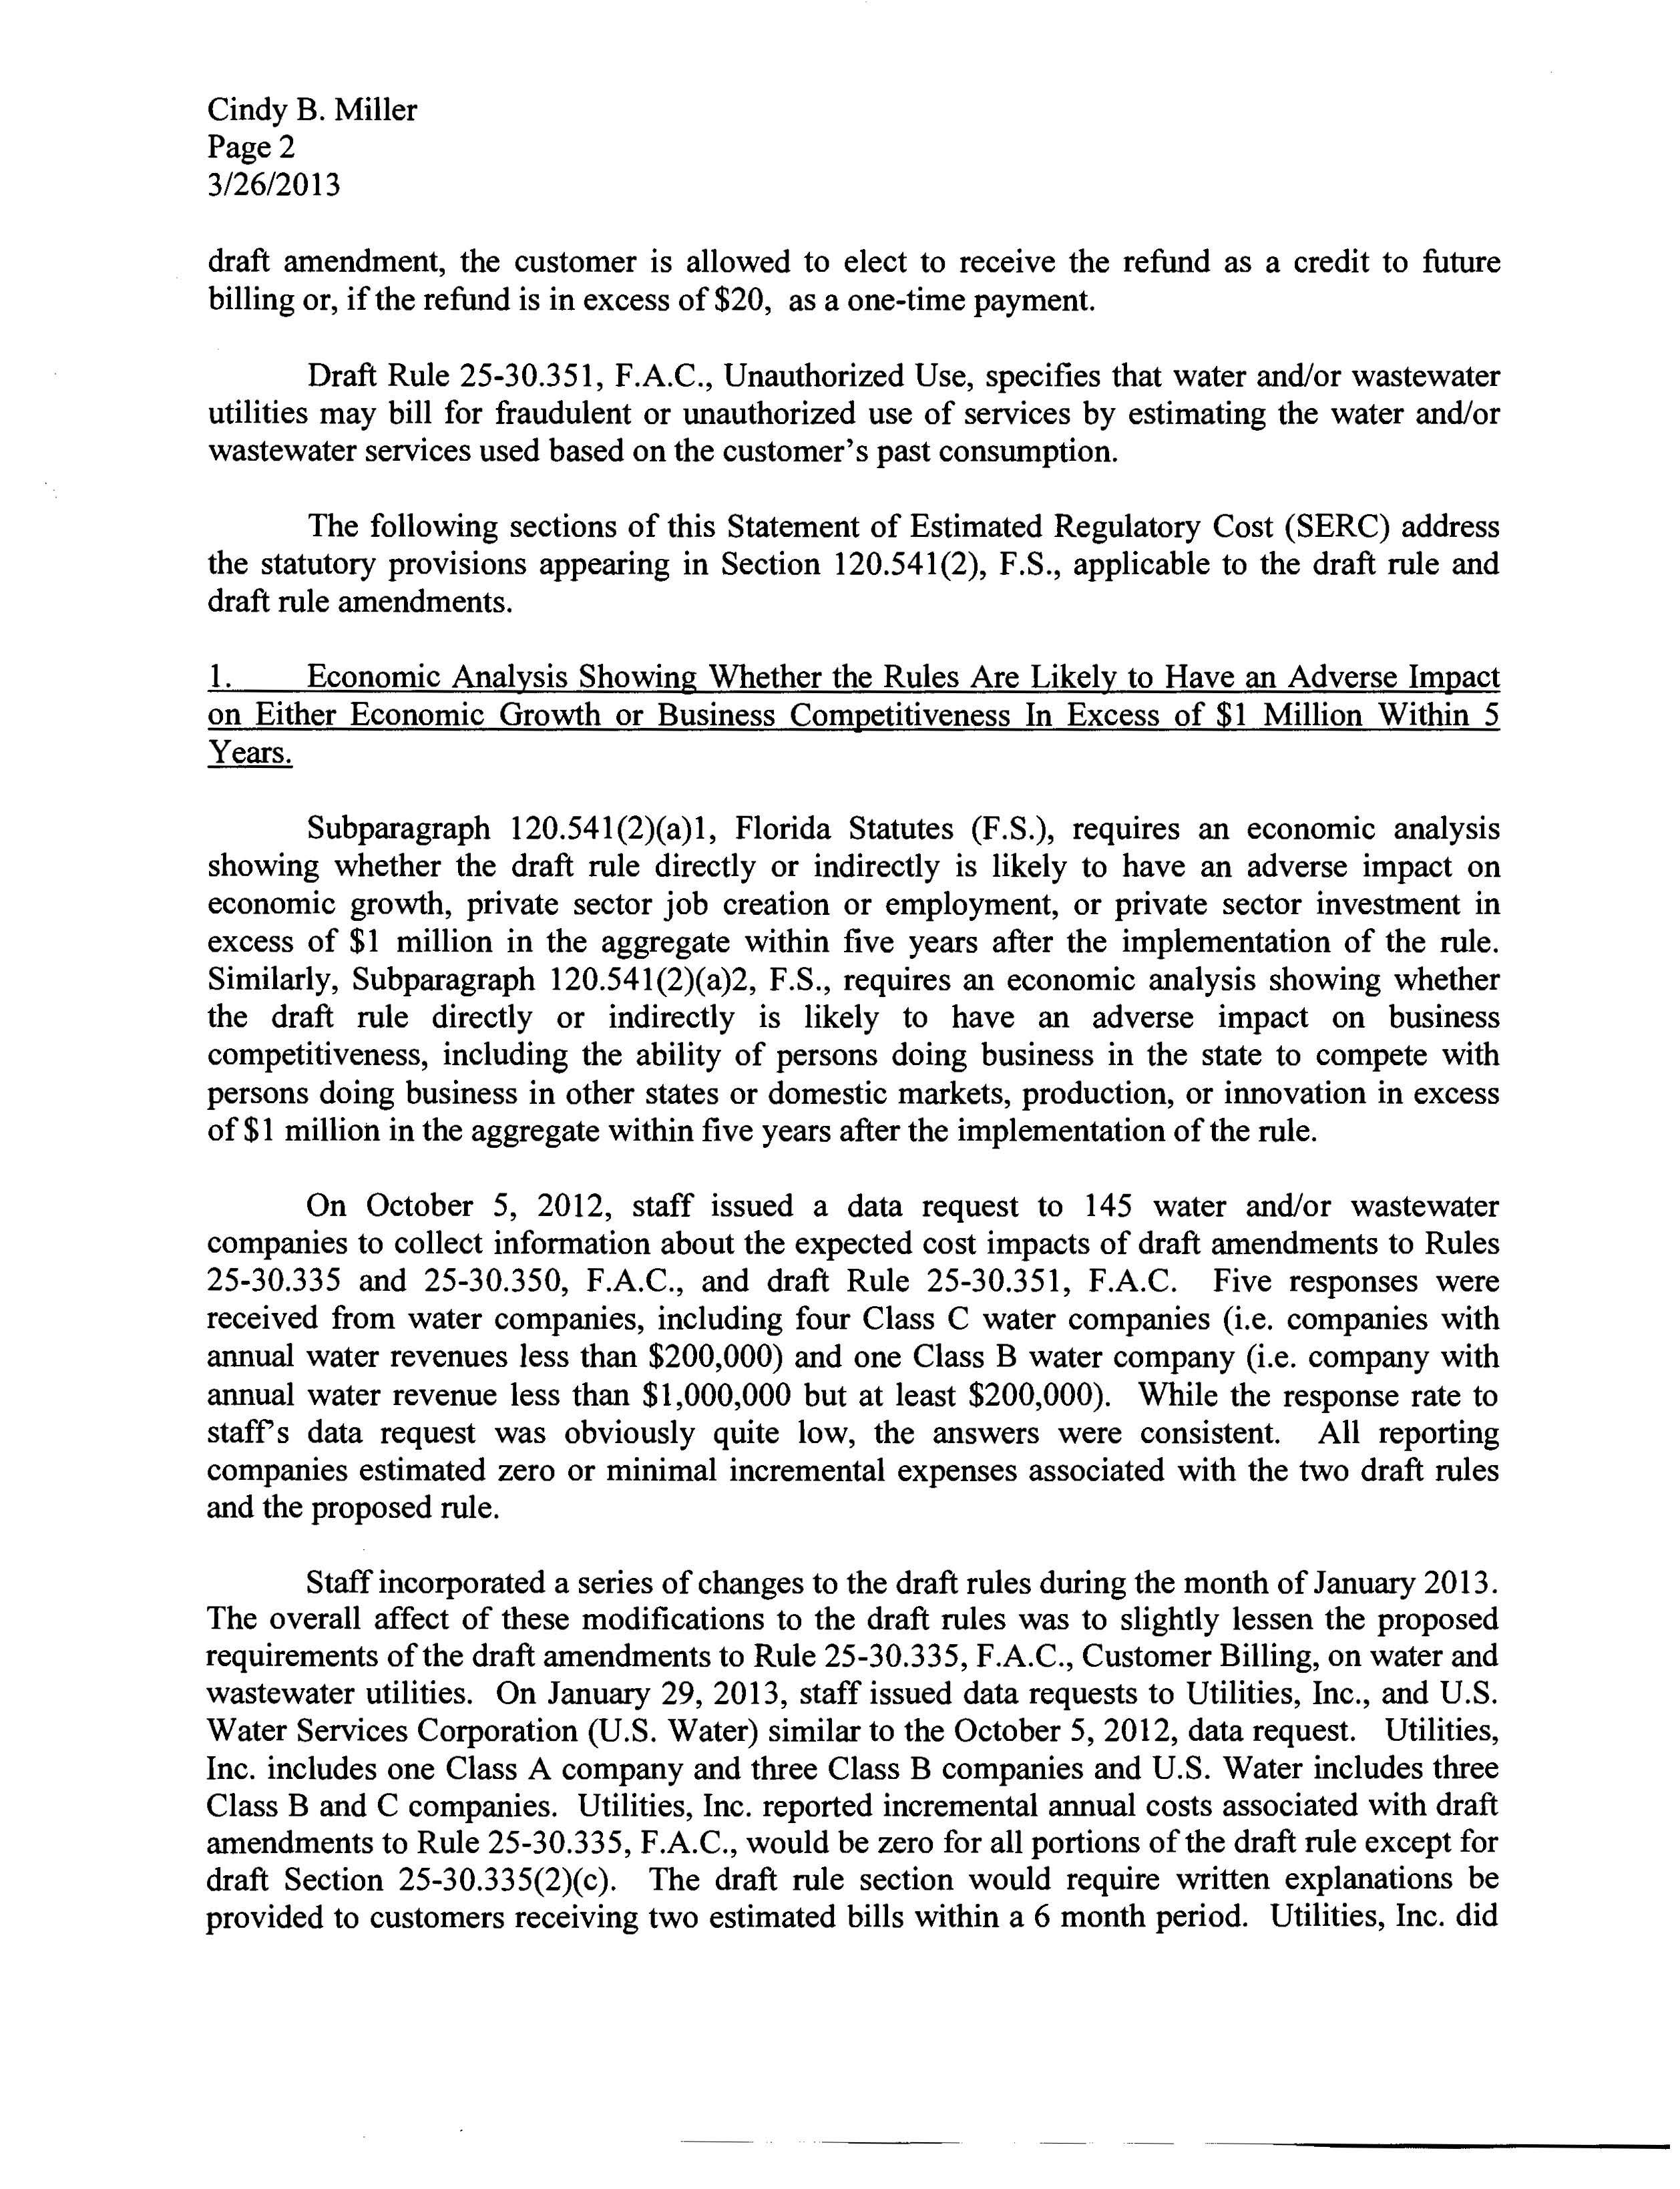 Cindy B. Miller
Page 2
3/26/2013
draft amendment, the customer is allowed to elect to receive the refund as a credit to future
billing or, if the refund is in excess of $20, as a one-time payment.
Draft Rule 25-30.351, F.A.C., Unauthorized Use, specifies that water and/or wastewater
utilities may bill for fraudulent or unauthorized use of services by estimating the water and/or
wastewater services used based on the customer's past consumption.
The following sections of this Statement of Estimated Regulatory Cost (SERC) address
the statutory provisions appearing in Section 120.541(2), F.S., applicable to the draft rule and
draft rule amendments.
1. Economic Analysis Showing Whether the Rules Are Likely to Have an Adverse Impact
on Either Economic Growth or Business Competitiveness In Excess of $1 Million Within 5
Years.
Subparagraph 120.541(2)(a)1, Florida Statutes (F.S.), requires an economic analysis
showing whether the draft rule directly or indirectly is likely to have an adverse impact on
economic growth, private sector job creation or employment, or private sector investment in
excess of $1 million in the aggregate within five years after the implementation of the rule.
Similarly, Subparagraph 120.541(2)(a)2, F.S., requires an economic analysis showing whether
the draft rule directly or indirectly is likely to have an adverse impact on business
competitiveness, including the ability of persons doing business in the state to compete with
persons doing business in other states or domestic markets, production, or innovation in excess
of $1 million in the aggregate within five years after the implementation of the rule.
On October 5, 2012, staff issued a data request to 145 water and/or wastewater
companies to collect information about the expected cost impacts of draft amendments to Rules
25-30.335 and 25-30.350, F.A.C., and draft Rule 25-30.351, F.A.C. Five responses were
received from water companies, including four Class C water companies (i.e. companies with
annual water revenues less than $200,000) and one Class B water company (i.e. company with
annual water revenue less than $1,000,000 but at least $200,000). While the response rate to
staff's data request was obviously quite low, the answers were consistent. All reporting
companies estimated zero or minimal incremental expenses associated with the two draft rules
and the proposed rule.
Staff incorporated a series of changes to the draft rules during the month of January 2013.
The overall affect of these modifications to the draft rules was to slightly lessen the proposed
requirements of the draft amendments to Rule 25-30.335, F.A.C., Customer Billing, on water and
wastewater utilities. On January 29, 2013, staff issued data requests to Utilities, Inc., and U.S.
Water Services Corporation (U.S. Water) similar to the October 5, 2012, data request. Utilities,
Inc. includes one Class A company and three Class B companies and U.S. Water includes three
Class B and C companies. Utilities, Inc. reported incremental annual costs associated with draft
amendments to Rule 25-30.335, F.A.C., would be zero for all portions of the draft rule except for
draft Section 25-30.335(2)(c). The draft rule section would require written explanations be
provided to customers receiving two estimated bills within a 6 month period. Utilities, Inc. did